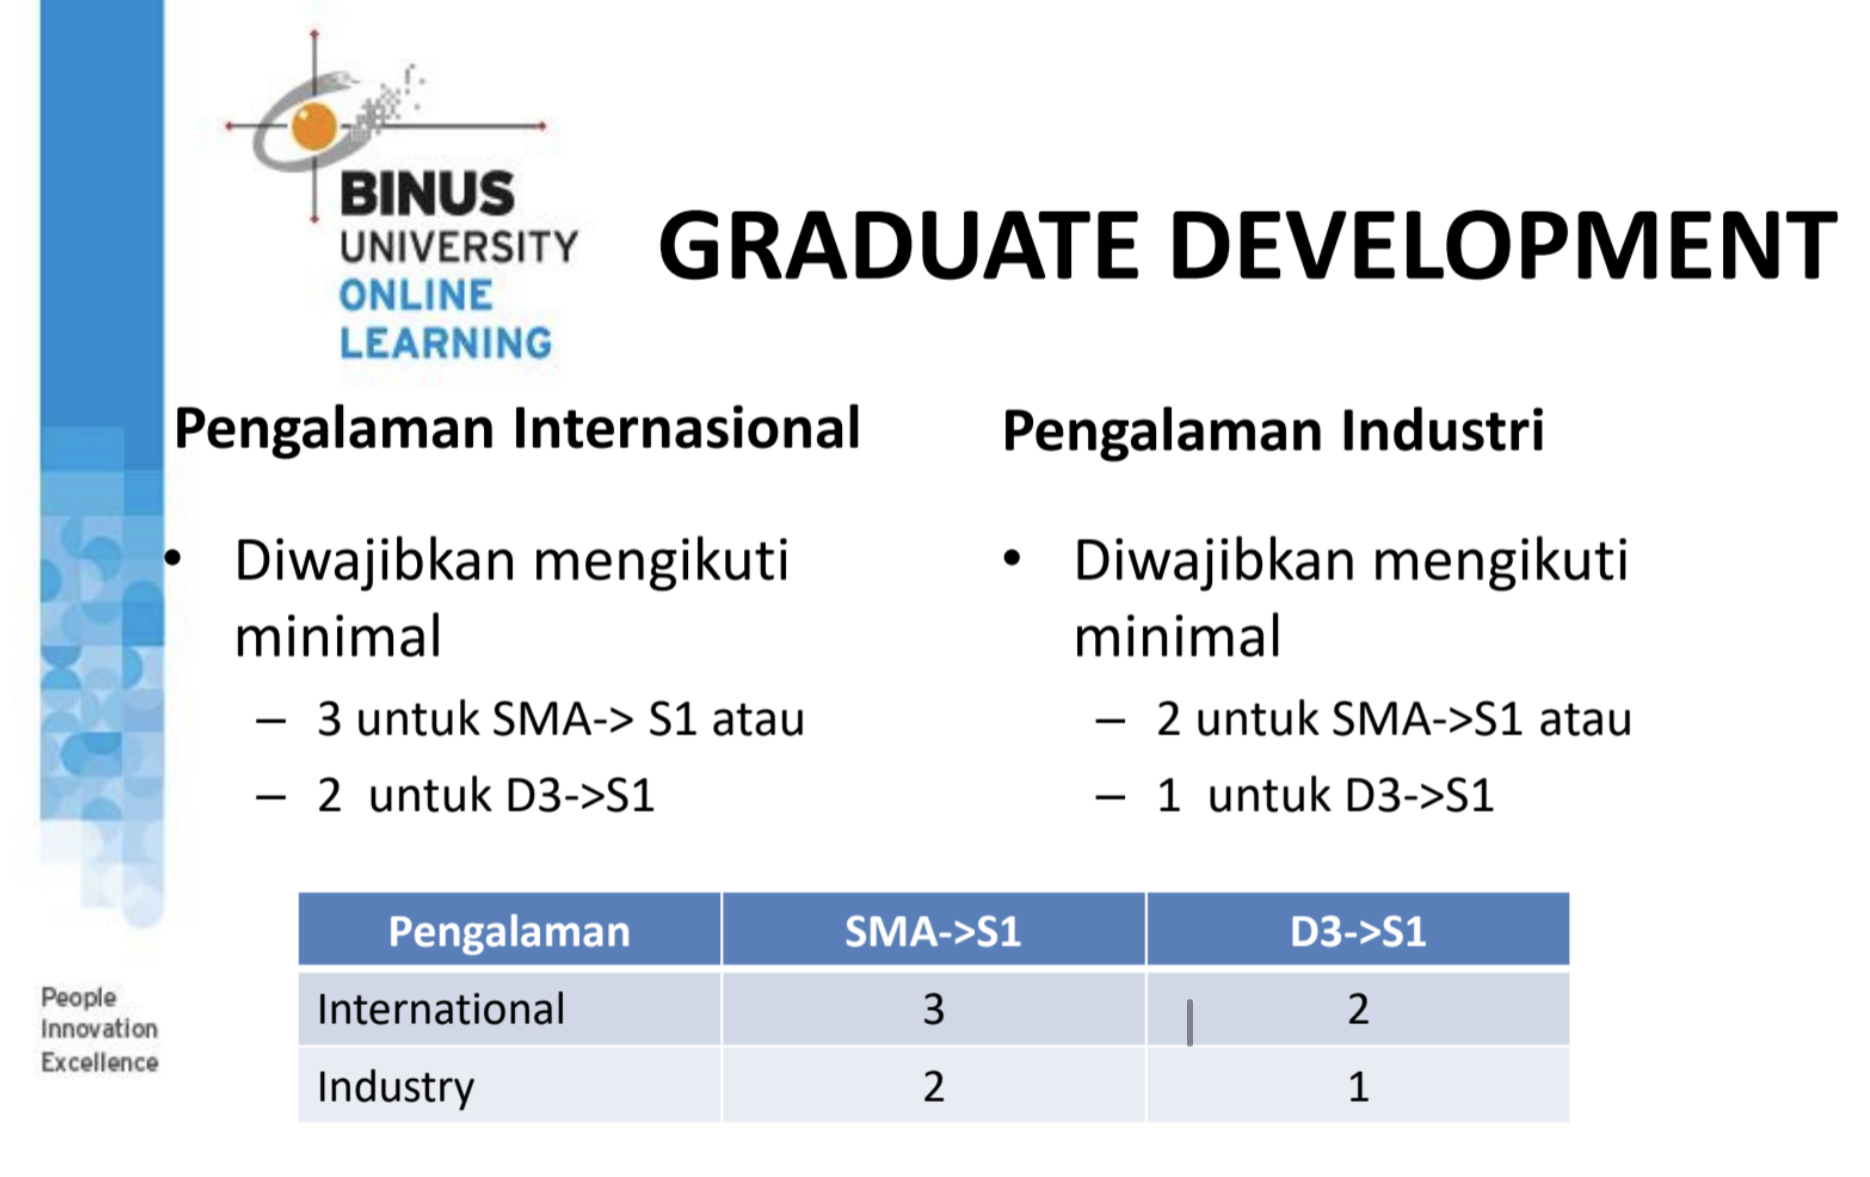 BINUS
UNIVERSITY
ONLINE
LEARNING
GRADUATE DEVELOPMENT
Pengalaman Internasional
• Diwajibkan mengikuti
minimal
– 3 untuk SMA-> S1 atau
– 2 untuk D3->S1
Pengalaman Industri
• Diwajibkan mengikuti
minimal
– 2 untuk SMA->S1 atau
– 1 untuk D3->S1
Pengalaman SMA->S1 D3->S1
International 3 2
Industry 2 1
People
Innovation
Excellence